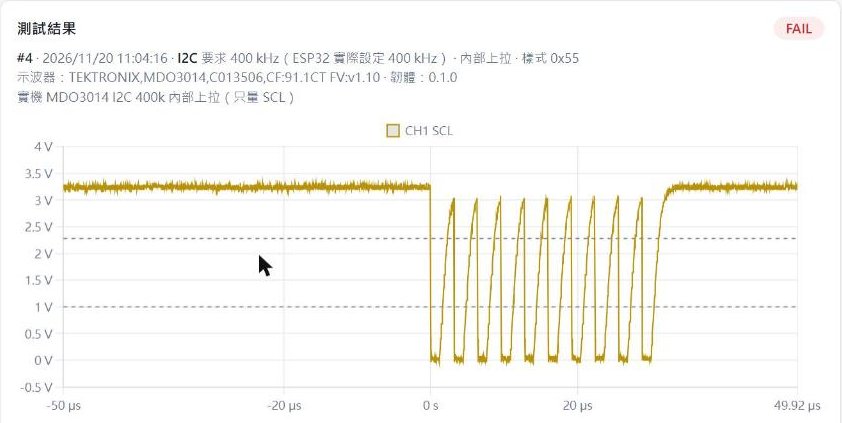 測試結果
FAIL
#4 · 2026/11/20 11:04:16 · I2C 要求 400 kHz（ESP32 實際設定 400 kHz）· 內部上拉 · 樣式 0x55
示波器：TEKTRONIX,MDO3014,C013506,CF:91.1CT FV:v1.10 · 韌體：0.1.0
實機 MDO3014 I2C 400k 內部上拉（只量 SCL）
CH1 SCL
4 V
3.5 V
3 V
2.5 V
2 V
1.5 V
1 V
0.5 V
0 V
-0.5 V
-50 µs
-20 µs
0 s
20 µs
49.92 µs